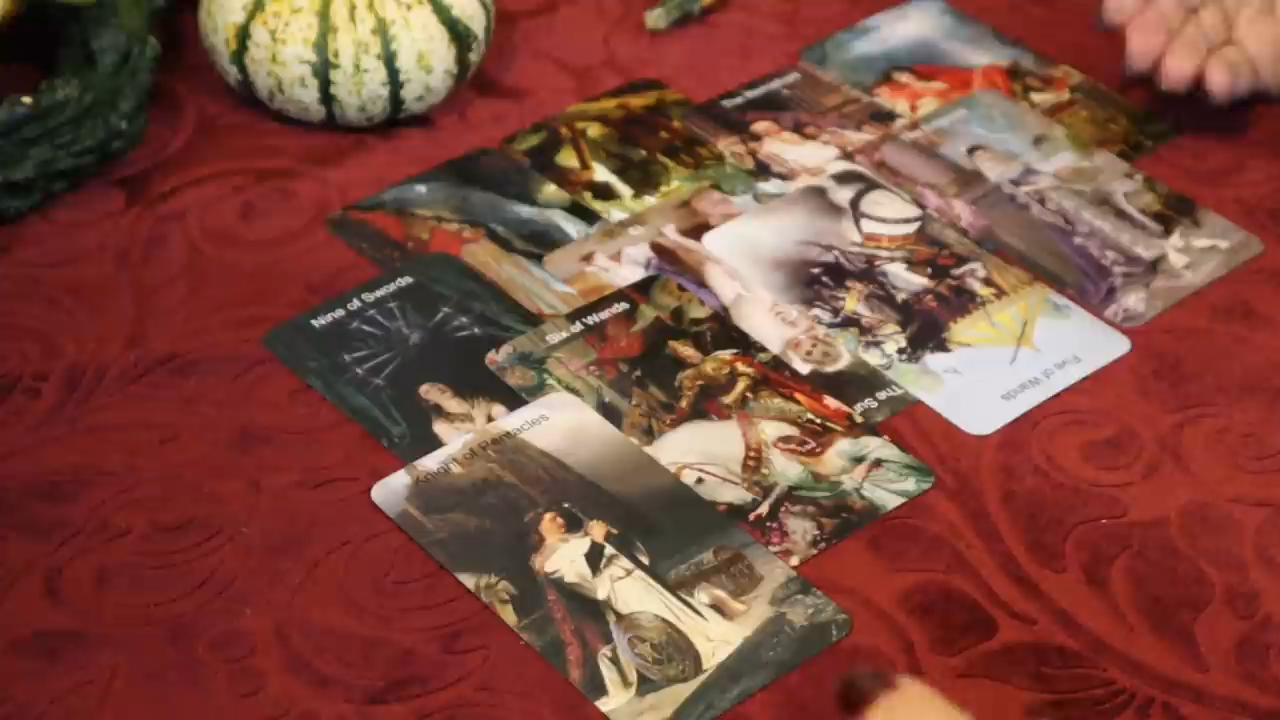 Nine of Swords
Six of Wands
The Sun
Five of Wands
Knight of Pentacles